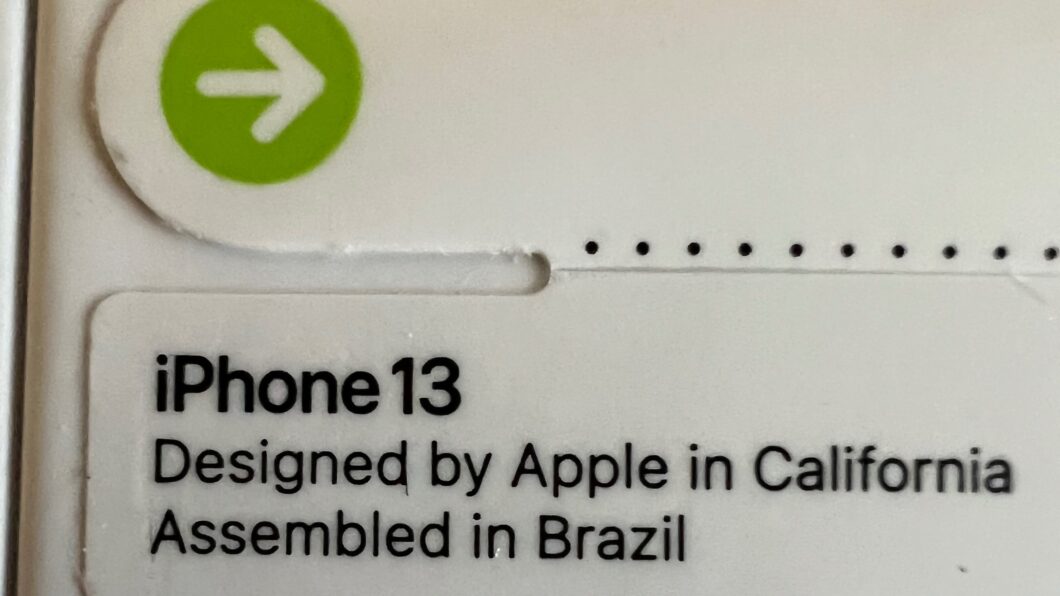 iPhone 13
Designed by Apple in California
Assembled in Brazil